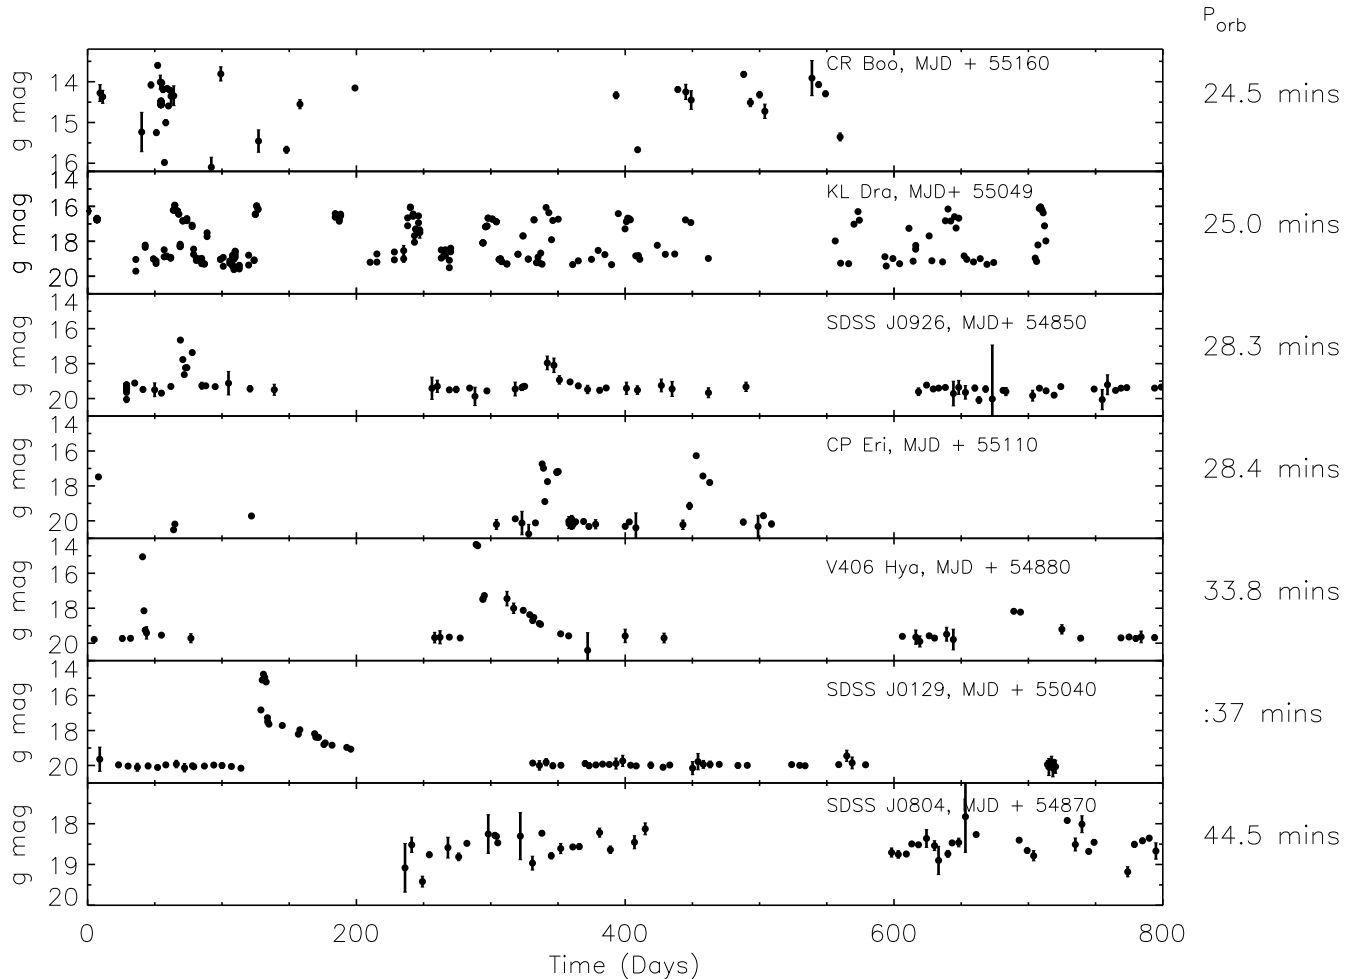 P orb
CR Boo, MJD + 55160
24.5 mins
g mag
14
15
16
KL Dra, MJD+ 55049
25.0 mins
g mag
14
16
18
20
SDSS J0926, MJD+ 54850
28.3 mins
g mag
14
16
18
20
CP Eri, MJD + 55110
28.4 mins
g mag
14
16
18
20
V406 Hya, MJD + 54880
33.8 mins
g mag
14
16
18
20
SDSS J0129, MJD + 55040
:37 mins
g mag
14
16
18
20
SDSS J0804, MJD + 54870
44.5 mins
g mag
18
19
20
0 200 400 600 800
Time (Days)